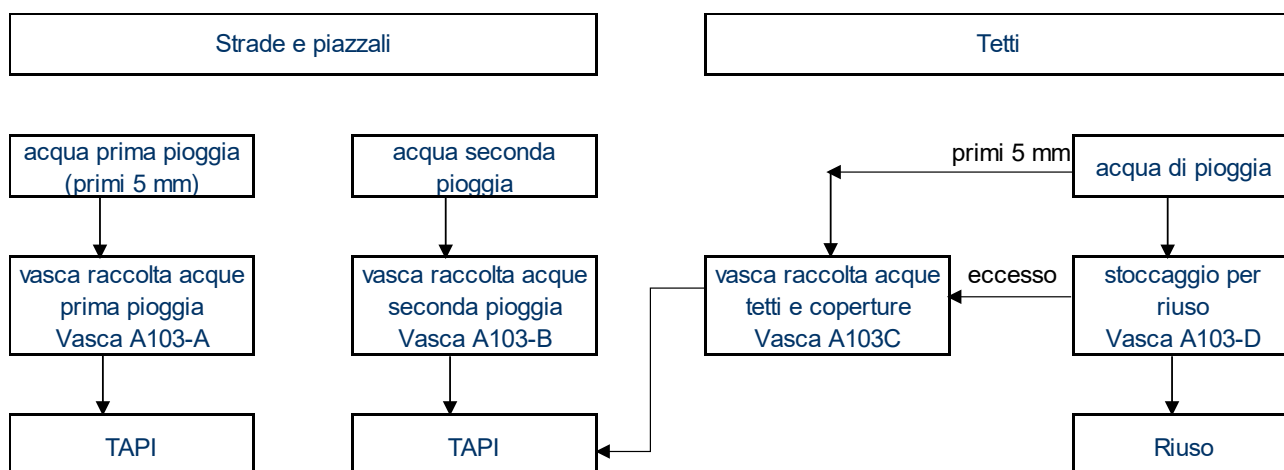 Strade e piazzali
Tetti
acqua prima pioggia
(primi 5 mm)
acqua seconda
pioggia
primi 5 mm
acqua di pioggia
vasca raccolta acque
prima pioggia
Vasca A103-A
vasca raccolta acque
seconda pioggia
Vasca A103-B
vasca raccolta acque
tetti e coperture
Vasca A103C
eccesso
stoccaggio per
riuso
Vasca A103-D
TAPI
TAPI
Riuso